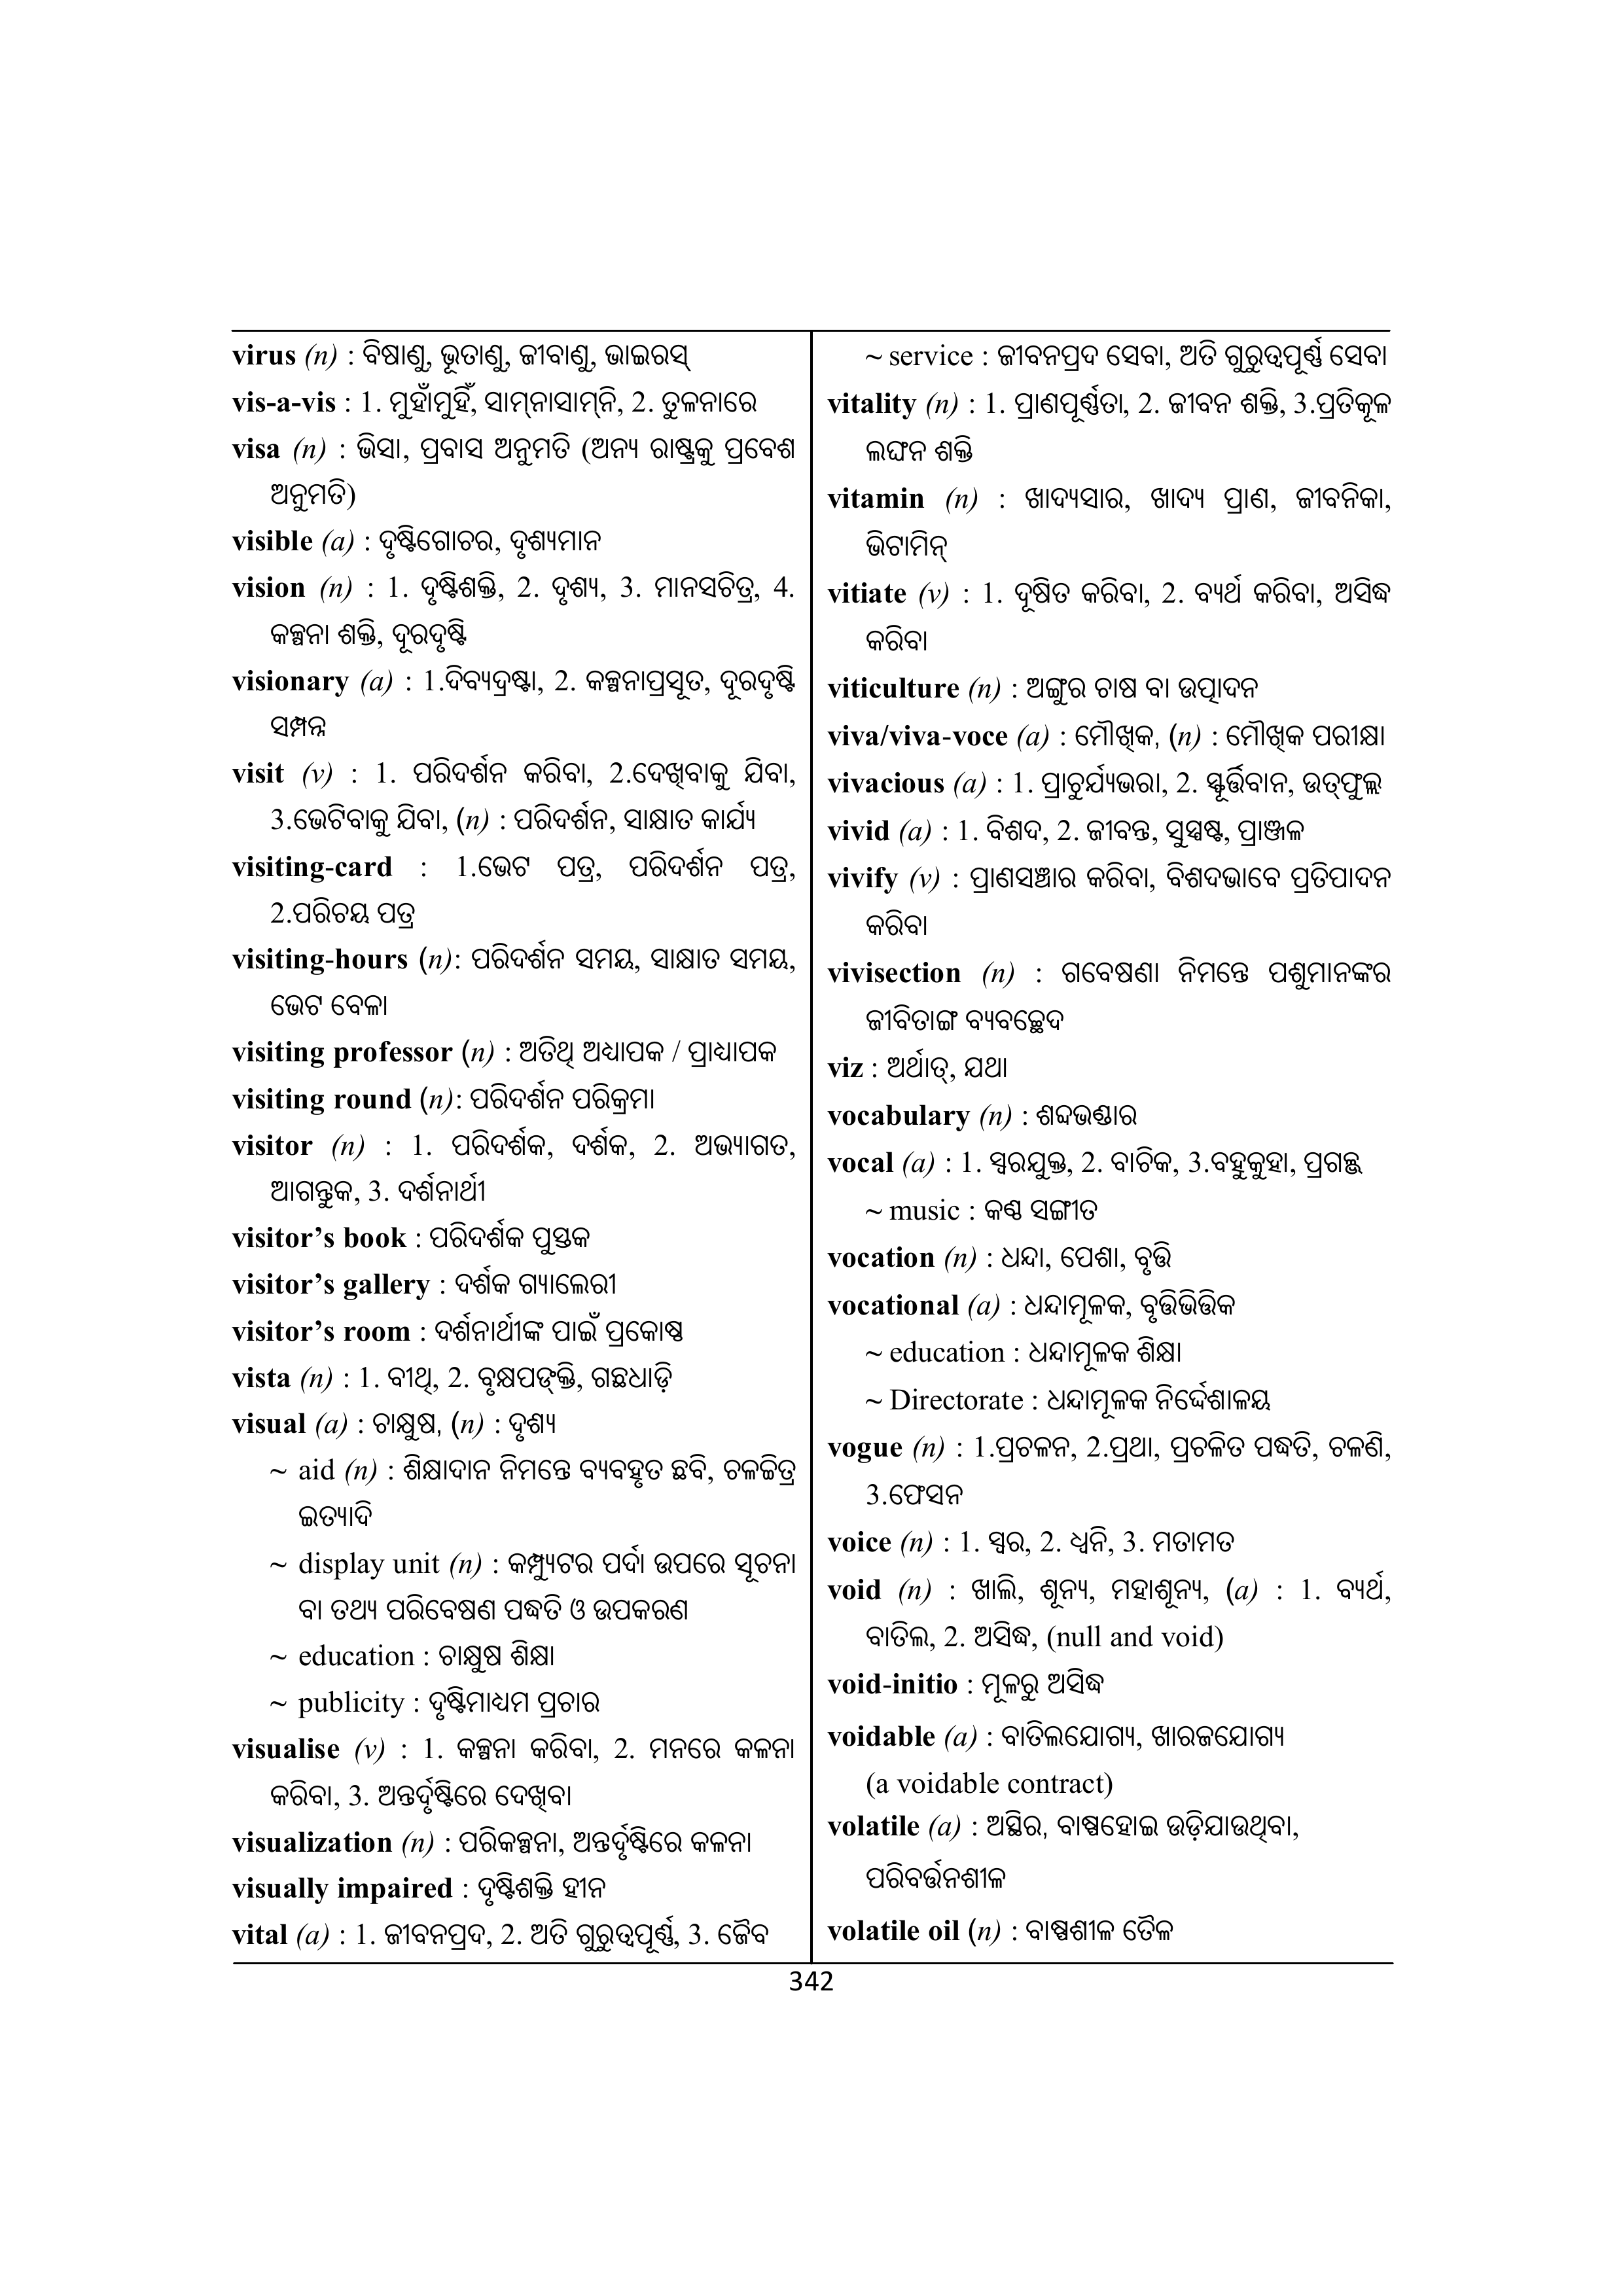 virus (n) : ବିଷାଣୁ, ଭୂତାଣୁ, ଜୀବାଣୁ, ଭାଇରସ୍
vis-a-vis : 1. ମୁହାଁମୁହିଁ, ସାମ୍‌ନାସାମ୍‌ନି, 2. ତୁଳନାରେ
visa (n) : ଭିସା, ପ୍ରବାସ ଅନୁମତି (ଅନ୍ୟ ରାଷ୍ଟ୍ରକୁ ପ୍ରବେଶ
ଅନୁମତି)
visible (a) : ଦୃଷ୍ଟିଗୋଚର, ଦୃଶ୍ୟମାନ
vision (n) : 1. ଦୃଷ୍ଟିଶକ୍ତି, 2. ଦୃଶ୍ୟ, 3. ମାନସଚିତ୍ର, 4.
କଳ୍ପନା ଶକ୍ତି, ଦୂରଦୃଷ୍ଟି
visionary (a) : 1.ଦିବ୍ୟଦ୍ରଷ୍ଟା, 2. କଳ୍ପନାପ୍ରସୂତ, ଦୂରଦୃଷ୍ଟି
ସମ୍ପନ୍ନ
visit (v) : 1. ପରିଦର୍ଶନ କରିବା, 2.ଦେଖିବାକୁ ଯିବା,
3.ଭେଟିବାକୁ ଯିବା, (n) : ପରିଦର୍ଶନ, ସାକ୍ଷାତ କାର୍ଯ୍ୟ
visiting-card : 1.ଭେଟ ପତ୍ର, ପରିଦର୍ଶନ ପତ୍ର,
2.ପରିଚୟ ପତ୍ର
visiting-hours (n): ପରିଦର୍ଶନ ସମୟ, ସାକ୍ଷାତ ସମୟ,
ଭେଟ ବେଳା
visiting professor (n) : ଅତିଥି ଅଧ୍ୟାପକ / ପ୍ରାଧ୍ୟାପକ
visiting round (n): ପରିଦର୍ଶନ ପରିକ୍ରମା
visitor (n) : 1. ପରିଦର୍ଶକ, ଦର୍ଶକ, 2. ଅଭ୍ୟାଗତ,
ଆଗନ୍ତୁକ, 3. ଦର୍ଶନାର୍ଥୀ
visitor’s book : ପରିଦର୍ଶକ ପୁସ୍ତକ
visitor’s gallery : ଦର୍ଶକ ଗ୍ୟାଲେରୀ
visitor’s room : ଦର୍ଶନାର୍ଥୀଙ୍କ ପାଇଁ ପ୍ରକୋଷ୍ଠ
vista (n) : 1. ବୀଥି, 2. ବୃକ୍ଷପଙ୍‌କ୍ତି, ଗଛଧାଡ଼ି
visual (a) : ଚାକ୍ଷୁଷ, (n) : ଦୃଶ୍ୟ
~ aid (n) : ଶିକ୍ଷାଦାନ ନିମନ୍ତେ ବ୍ୟବହୃତ ଛବି, ଚଳଚ୍ଚିତ୍ର
ଇତ୍ୟାଦି
~ display unit (n) : କମ୍ପ୍ୟୁଟର ପର୍ଦା ଉପରେ ସୂଚନା
ବା ତଥ୍ୟ ପରିବେଷଣ ପଦ୍ଧତି ଓ ଉପକରଣ
~ education : ଚାକ୍ଷୁଷ ଶିକ୍ଷା
~ publicity : ଦୃଷ୍ଟିମାଧ୍ୟମ ପ୍ରଚାର
visualise (v) : 1. କଳ୍ପନା କରିବା, 2. ମନରେ କଳନା
କରିବା, 3. ଅନ୍ତର୍ଦୃଷ୍ଟିରେ ଦେଖିବା
visualization (n) : ପରିକଳ୍ପନା, ଅନ୍ତର୍ଦୃଷ୍ଟିରେ କଳନା
visually impaired : ଦୃଷ୍ଟିଶକ୍ତି ହୀନ
vital (a) : 1. ଜୀବନପ୍ରଦ, 2. ଅତି ଗୁରୁତ୍ୱପୂର୍ଣ୍ଣ, 3. ଜୈବ
~ service : ଜୀବନପ୍ରଦ ସେବା, ଅତି ଗୁରୁତ୍ୱପୂର୍ଣ୍ଣ ସେବା
vitality (n) : 1. ପ୍ରାଣପୂର୍ଣ୍ଣତା, 2. ଜୀବନ ଶକ୍ତି, 3.ପ୍ରତିକୂଳ
ଲଙ୍ଘନ ଶକ୍ତି
vitamin (n) : ଖାଦ୍ୟସାର, ଖାଦ୍ୟ ପ୍ରାଣ, ଜୀବନିକା,
ଭିଟାମିନ୍
vitiate (v) : 1. ଦୂଷିତ କରିବା, 2. ବ୍ୟର୍ଥ କରିବା, ଅସିଦ୍ଧ
କରିବା
viticulture (n) : ଅଙ୍ଗୁର ଚାଷ ବା ଉତ୍ପାଦନ
viva/viva-voce (a) : ମୌଖିକ, (n) : ମୌଖିକ ପରୀକ୍ଷା
vivacious (a) : 1. ପ୍ରାଚୁର୍ଯ୍ୟଭରା, 2. ସ୍ଫୂର୍ତ୍ତିବାନ, ଉତ୍‌ଫୁଲ୍ଲ
vivid (a) : 1. ବିଶଦ, 2. ଜୀବନ୍ତ, ସୁସ୍ପଷ୍ଟ, ପ୍ରାଞ୍ଜଳ
vivify (v) : ପ୍ରାଣସଞ୍ଚାର କରିବା, ବିଶଦଭାବେ ପ୍ରତିପାଦନ
କରିବା
vivisection (n) : ଗବେଷଣା ନିମନ୍ତେ ପଶୁମାନଙ୍କର
ଜୀବିତାଙ୍ଗ ବ୍ୟବଚ୍ଛେଦ
viz : ଅର୍ଥାତ୍, ଯଥା
vocabulary (n) : ଶବ୍ଦଭଣ୍ଡାର
vocal (a) : 1. ସ୍ୱରଯୁକ୍ତ, 2. ବାଚିକ, 3.ବହୁକୁହା, ପ୍ରଗଳ୍ଭ
~ music : କଣ୍ଠ ସଙ୍ଗୀତ
vocation (n) : ଧନ୍ଦା, ପେଶା, ବୃତ୍ତି
vocational (a) : ଧନ୍ଦାମୂଳକ, ବୃତ୍ତିଭିତ୍ତିକ
~ education : ଧନ୍ଦାମୂଳକ ଶିକ୍ଷା
~ Directorate : ଧନ୍ଦାମୂଳକ ନିର୍ଦ୍ଦେଶାଳୟ
vogue (n) : 1.ପ୍ରଚଳନ, 2.ପ୍ରଥା, ପ୍ରଚଳିତ ପଦ୍ଧତି, ଚଳଣି,
3.ଫେସନ
voice (n) : 1. ସ୍ୱର, 2. ଧ୍ୱନି, 3. ମତାମତ
void (n) : ଖାଲି, ଶୂନ୍ୟ, ମହାଶୂନ୍ୟ, (a) : 1. ବ୍ୟର୍ଥ,
ବାତିଲ, 2. ଅସିଦ୍ଧ, (null and void)
void-initio : ମୂଳରୁ ଅସିଦ୍ଧ
voidable (a) : ବାତିଲଯୋଗ୍ୟ, ଖାରଜଯୋଗ୍ୟ
(a voidable contract)
volatile (a) : ଅସ୍ଥିର, ବାଷ୍ପହୋଇ ଉଡ଼ିଯାଉଥିବା,
ପରିବର୍ତ୍ତନଶୀଳ
volatile oil (n) : ବାଷ୍ପଶୀଳ ତୈଳ
342